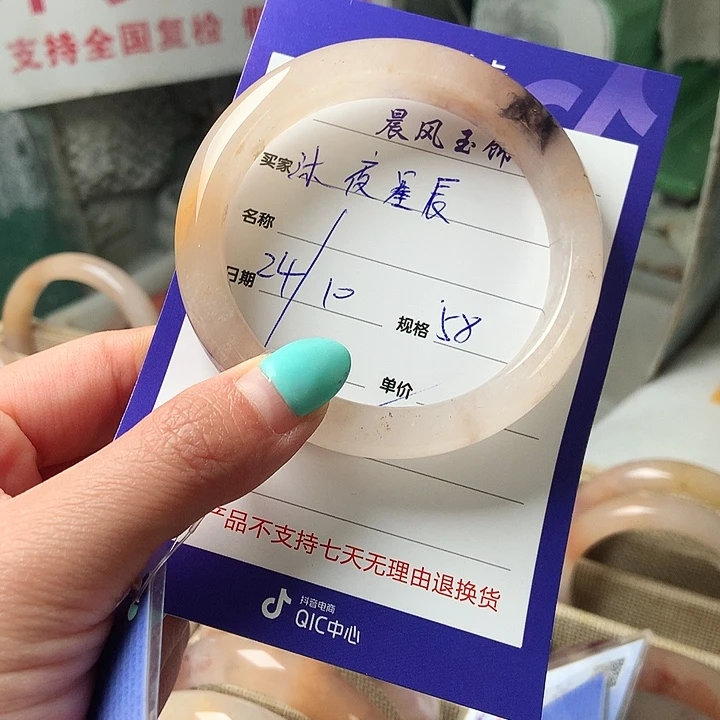 支持全国复检
晨风玉饰
买家 冰夜星辰
名称
日期 24/10
规格 58
单价
产品不支持七天无理由退换货
抖音电商
QIC中心